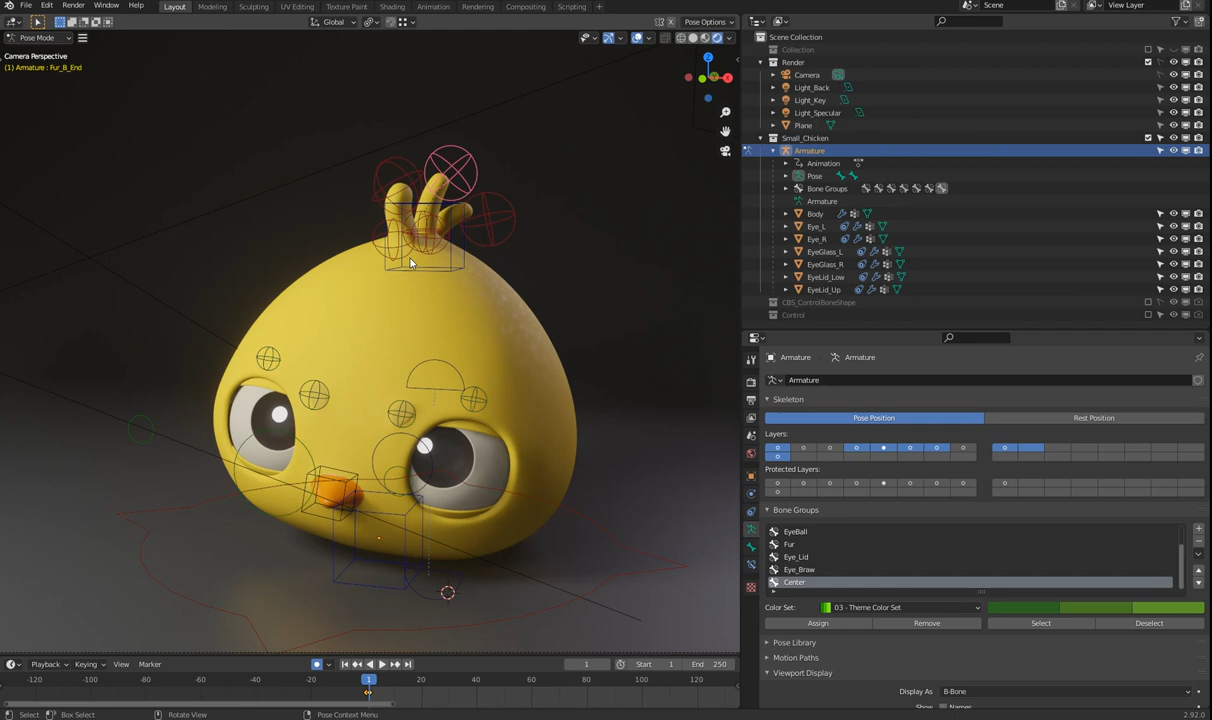 File Edit Render Window Help Layout Modeling Sculpting UV Editing Texture Paint Shading Animation Rendering Compositing Scripting + Scene View Layer
Global Pose Options
Pose Mode
Camera Perspective
(1) Armature : Fur_B_End
Z
X
Scene Collection
Collection
Render
Camera
Light_Back
Light_Key
Light_Specular
Plane
Small_Chicken
Armature
Animation
Pose
Bone Groups
Armature
Body
Eye_L
Eye_R
EyeGlass_L
EyeGlass_R
EyeLid_Low
EyeLid_Up
CBS_ControlBoneShape
Control
Armature Armature
Armature
Skeleton
Pose Position Rest Position
Layers:
Protected Layers:
Bone Groups
EyeBall
Fur
Eye_Lid
Eye_Braw
Center
Color Set: 03 - Theme Color Set
Assign Remove Select Deselect
Pose Library
Motion Paths
Viewport Display
Display As B-Bone
Show Names
Playback Keying View Marker 1 Start 1 End 250
-120 -100 -80 -60 -40 -20 1 20 40 60 80 100 120
Select Box Select Rotate View Pose Context Menu 2.92.0